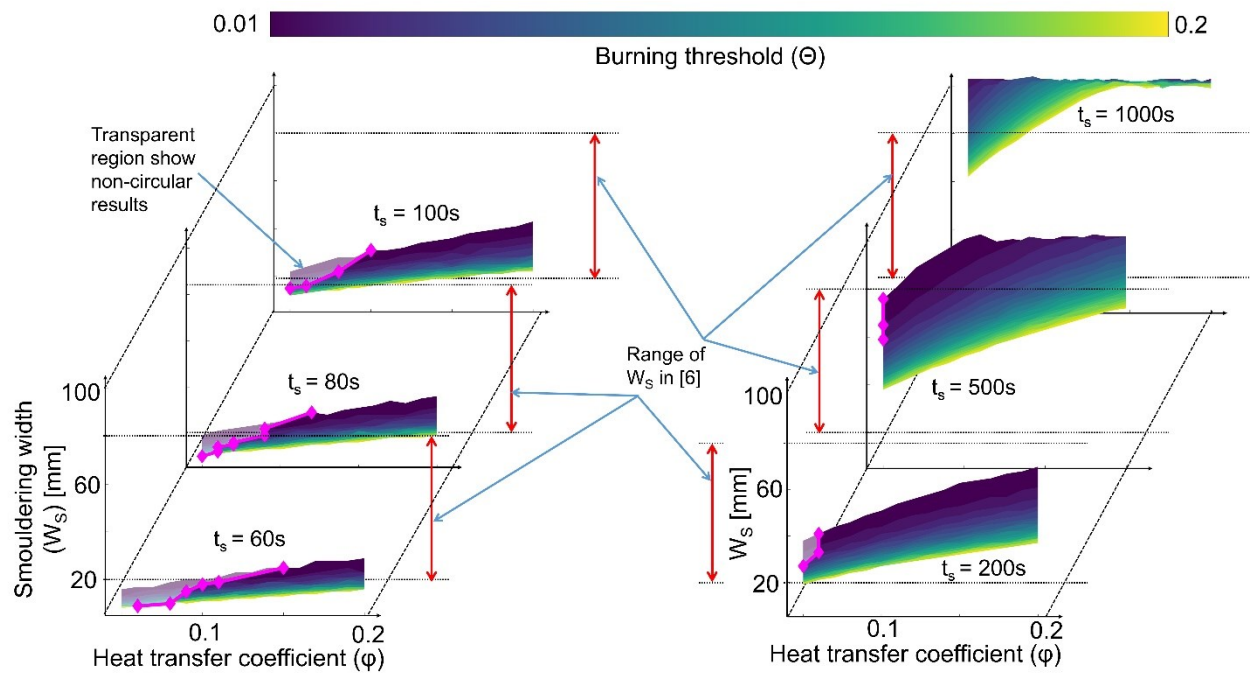 0.01
0.2
Burning threshold (Θ)
Transparent
region show
non-circular
results
t_s = 100s
t_s = 1000s
t_s = 80s
Range of
W_S in [6]
t_s = 500s
t_s = 60s
t_s = 200s
Smouldering width
(W_S) [mm]
100
60
20
0.1
0.2
Heat transfer coefficient (φ)
W_S [mm]
100
60
20
0.1
0.2
Heat transfer coefficient (φ)